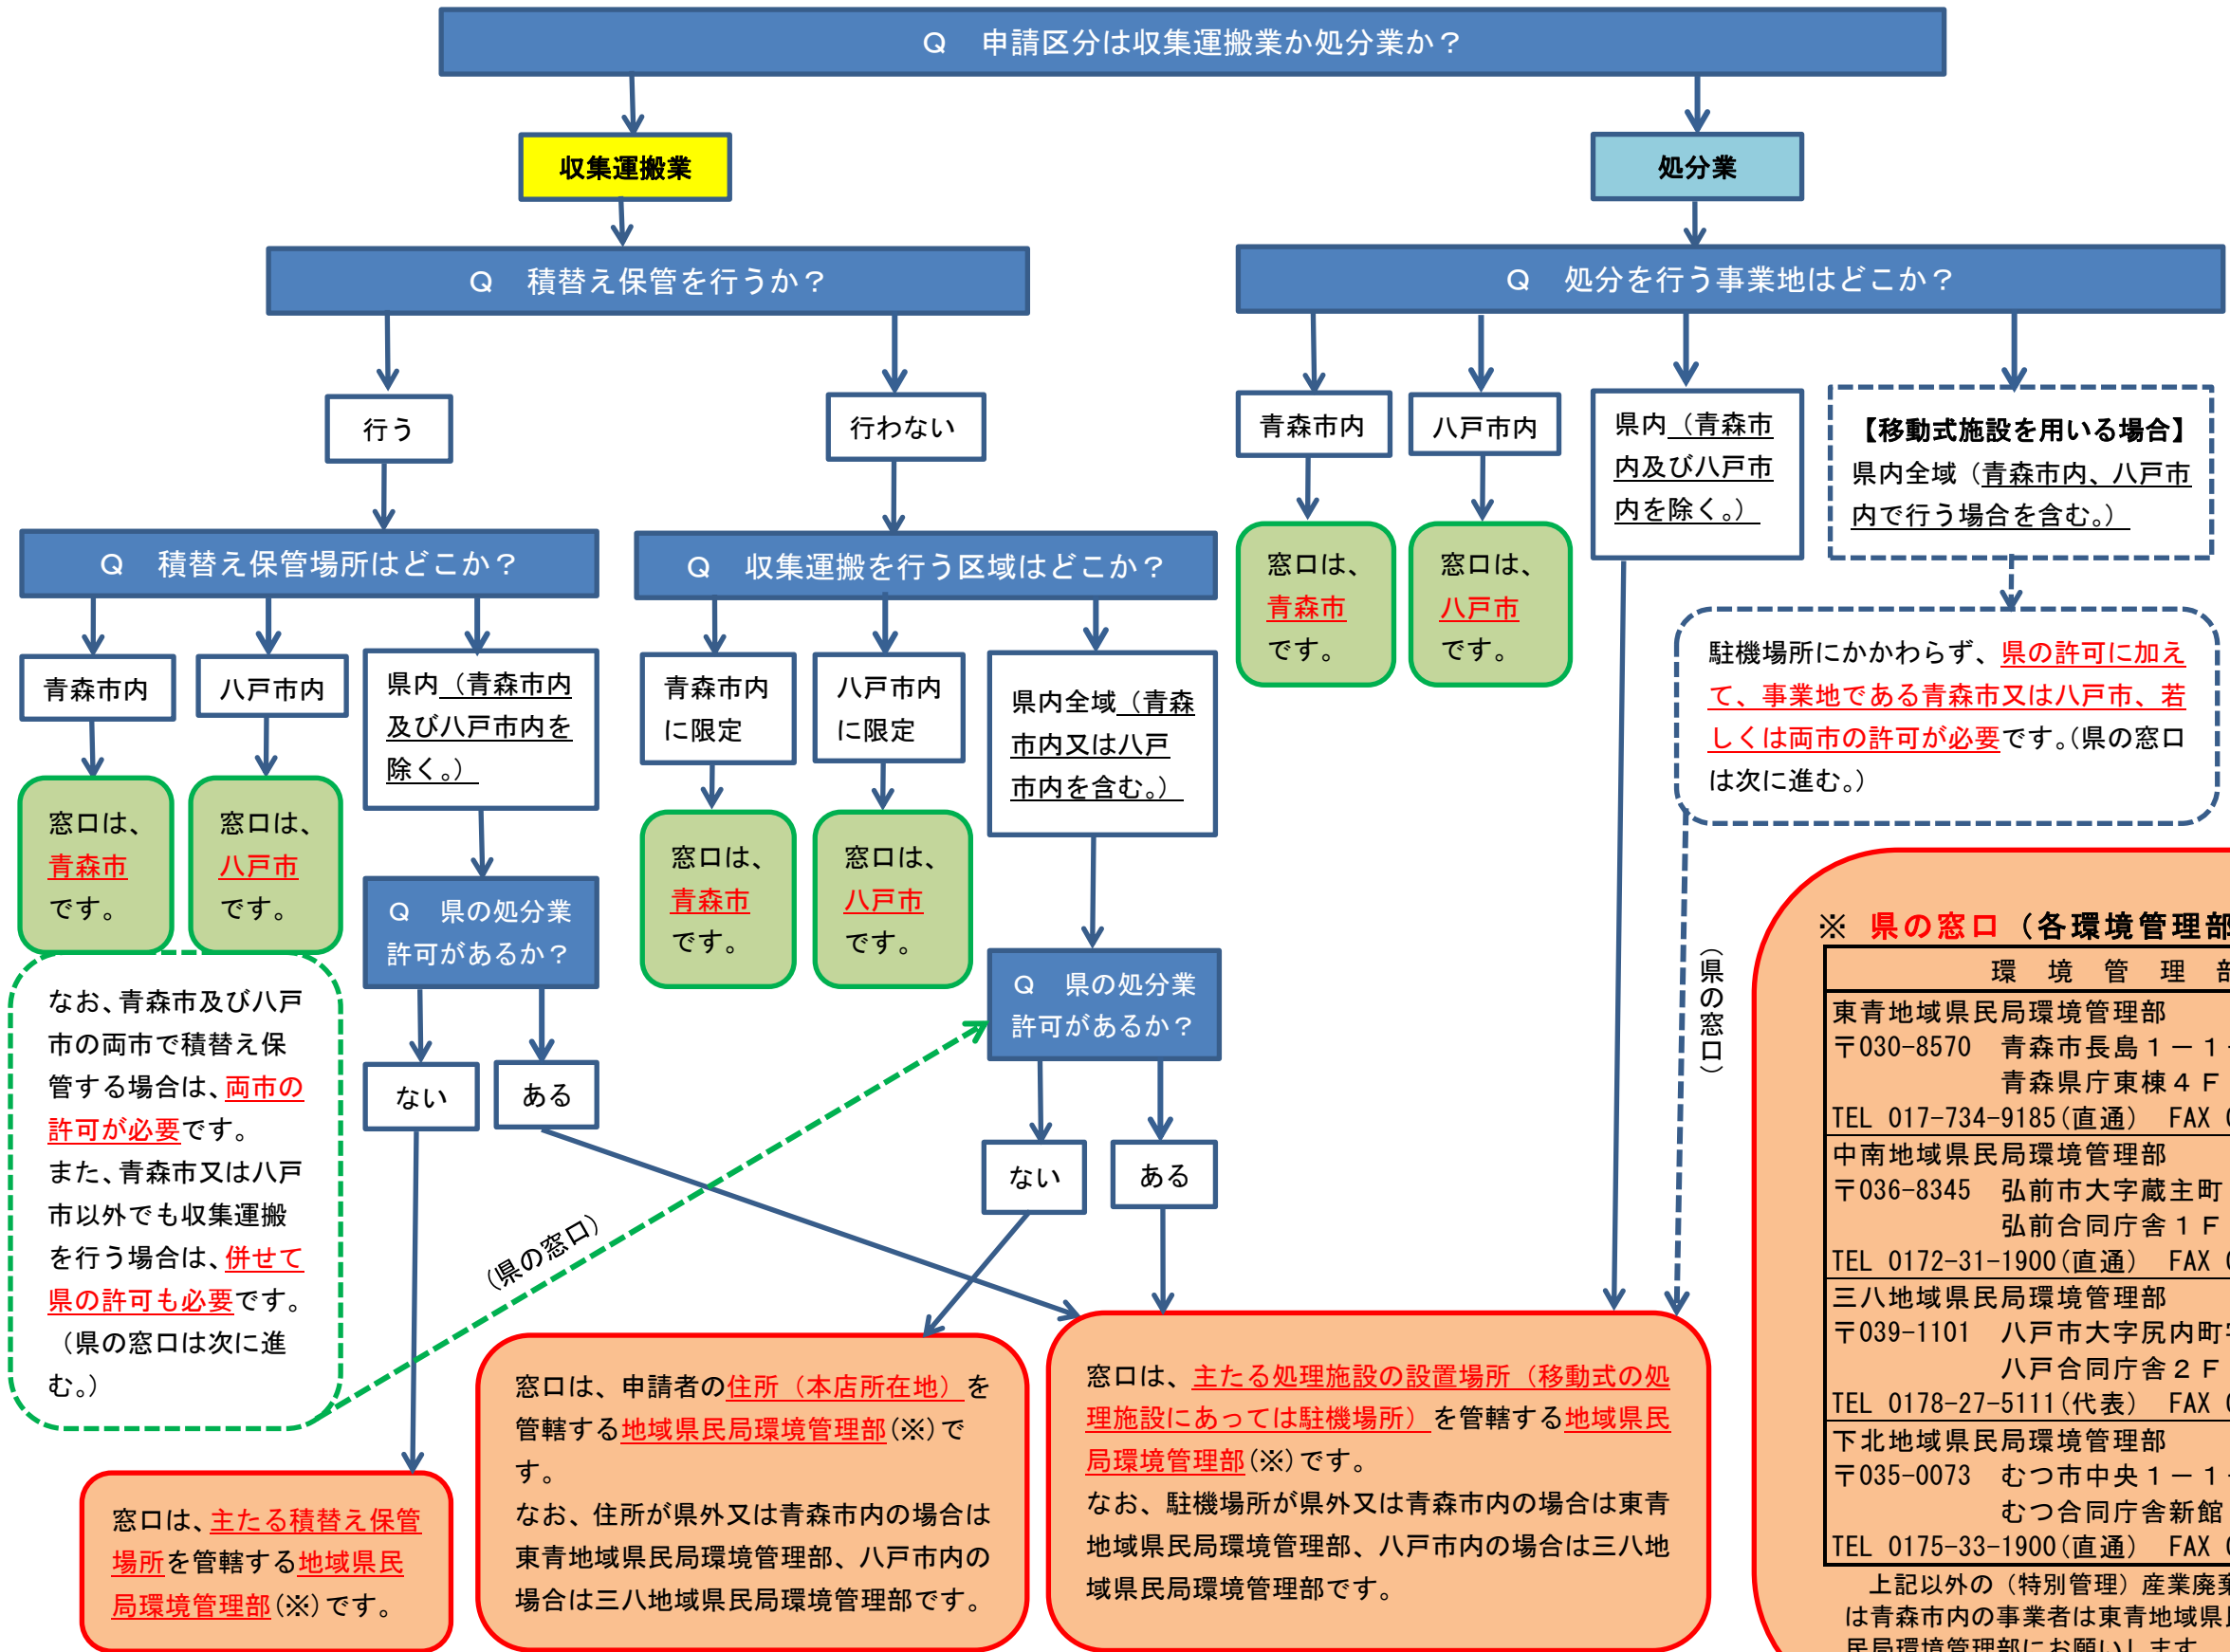 Ｑ　申請区分は収集運搬業か処分業か？
収集運搬業
処分業
Ｑ　積替え保管を行うか？
Ｑ　処分を行う事業地はどこか？
行う
行わない
青森市内
八戸市内
県内（青森市
内及び八戸市
内を除く。）
【移動式施設を用いる場合】
県内全域（青森市内、八戸市
内で行う場合を含む。）
Ｑ　積替え保管場所はどこか？
Ｑ　収集運搬を行う区域はどこか？
窓口は、
青森市
です。
窓口は、
八戸市
です。
青森市内
八戸市内
県内（青森市内
及び八戸市内を
除く。）
青森市内
に限定
八戸市内
に限定
県内全域（青森
市内又は八戸
市内を含む。）
駐機場所にかかわらず、県の許可に加え
て、事業地である青森市又は八戸市、若
しくは両市の許可が必要です。（県の窓口
は次に進む。）
窓口は、
青森市
です。
窓口は、
八戸市
です。
窓口は、
青森市
です。
窓口は、
八戸市
です。
Ｑ　県の処分業
許可があるか？
Ｑ　県の処分業
許可があるか？
なお、青森市及び八戸
市の両市で積替え保
管する場合は、両市の
許可が必要です。
また、青森市又は八戸
市以外でも収集運搬
を行う場合は、併せて
県の許可も必要です。
（県の窓口は次に進
む。）
ない
ある
ない
ある
（県の窓口）
（県の窓口）
窓口は、主たる積替え保管
場所を管轄する地域県民
局環境管理部（※）です。
窓口は、申請者の住所（本店所在地）を
管轄する地域県民局環境管理部（※）で
す。
なお、住所が県外又は青森市内の場合は
東青地域県民局環境管理部、八戸市内の
場合は三八地域県民局環境管理部です。
窓口は、主たる処理施設の設置場所（移動式の処
理施設にあっては駐機場所）を管轄する地域県民
局環境管理部（※）です。
なお、駐機場所が県外又は青森市内の場合は東青
地域県民局環境管理部、八戸市内の場合は三八地
域県民局環境管理部です。
※　県の窓口（各環境管理部
環　境　管　理　部
東青地域県民局環境管理部
〒030-8570　青森市長島１－１－
青森県庁東棟４Ｆ
TEL 017-734-9185(直通)　FAX
中南地域県民局環境管理部
〒036-8345　弘前市大字蔵主町
弘前合同庁舎１Ｆ
TEL 0172-31-1900(直通)　FAX
三八地域県民局環境管理部
〒039-1101　八戸市大字尻内町
八戸合同庁舎２Ｆ
TEL 0178-27-5111(代表)　FAX
下北地域県民局環境管理部
〒035-0073　むつ市中央１－１－
むつ合同庁舎新館
TEL 0175-33-1900(直通)　FAX
上記以外の（特別管理）産業廃棄
は青森市内の事業者は東青地域県
民局環境管理部にお願いします